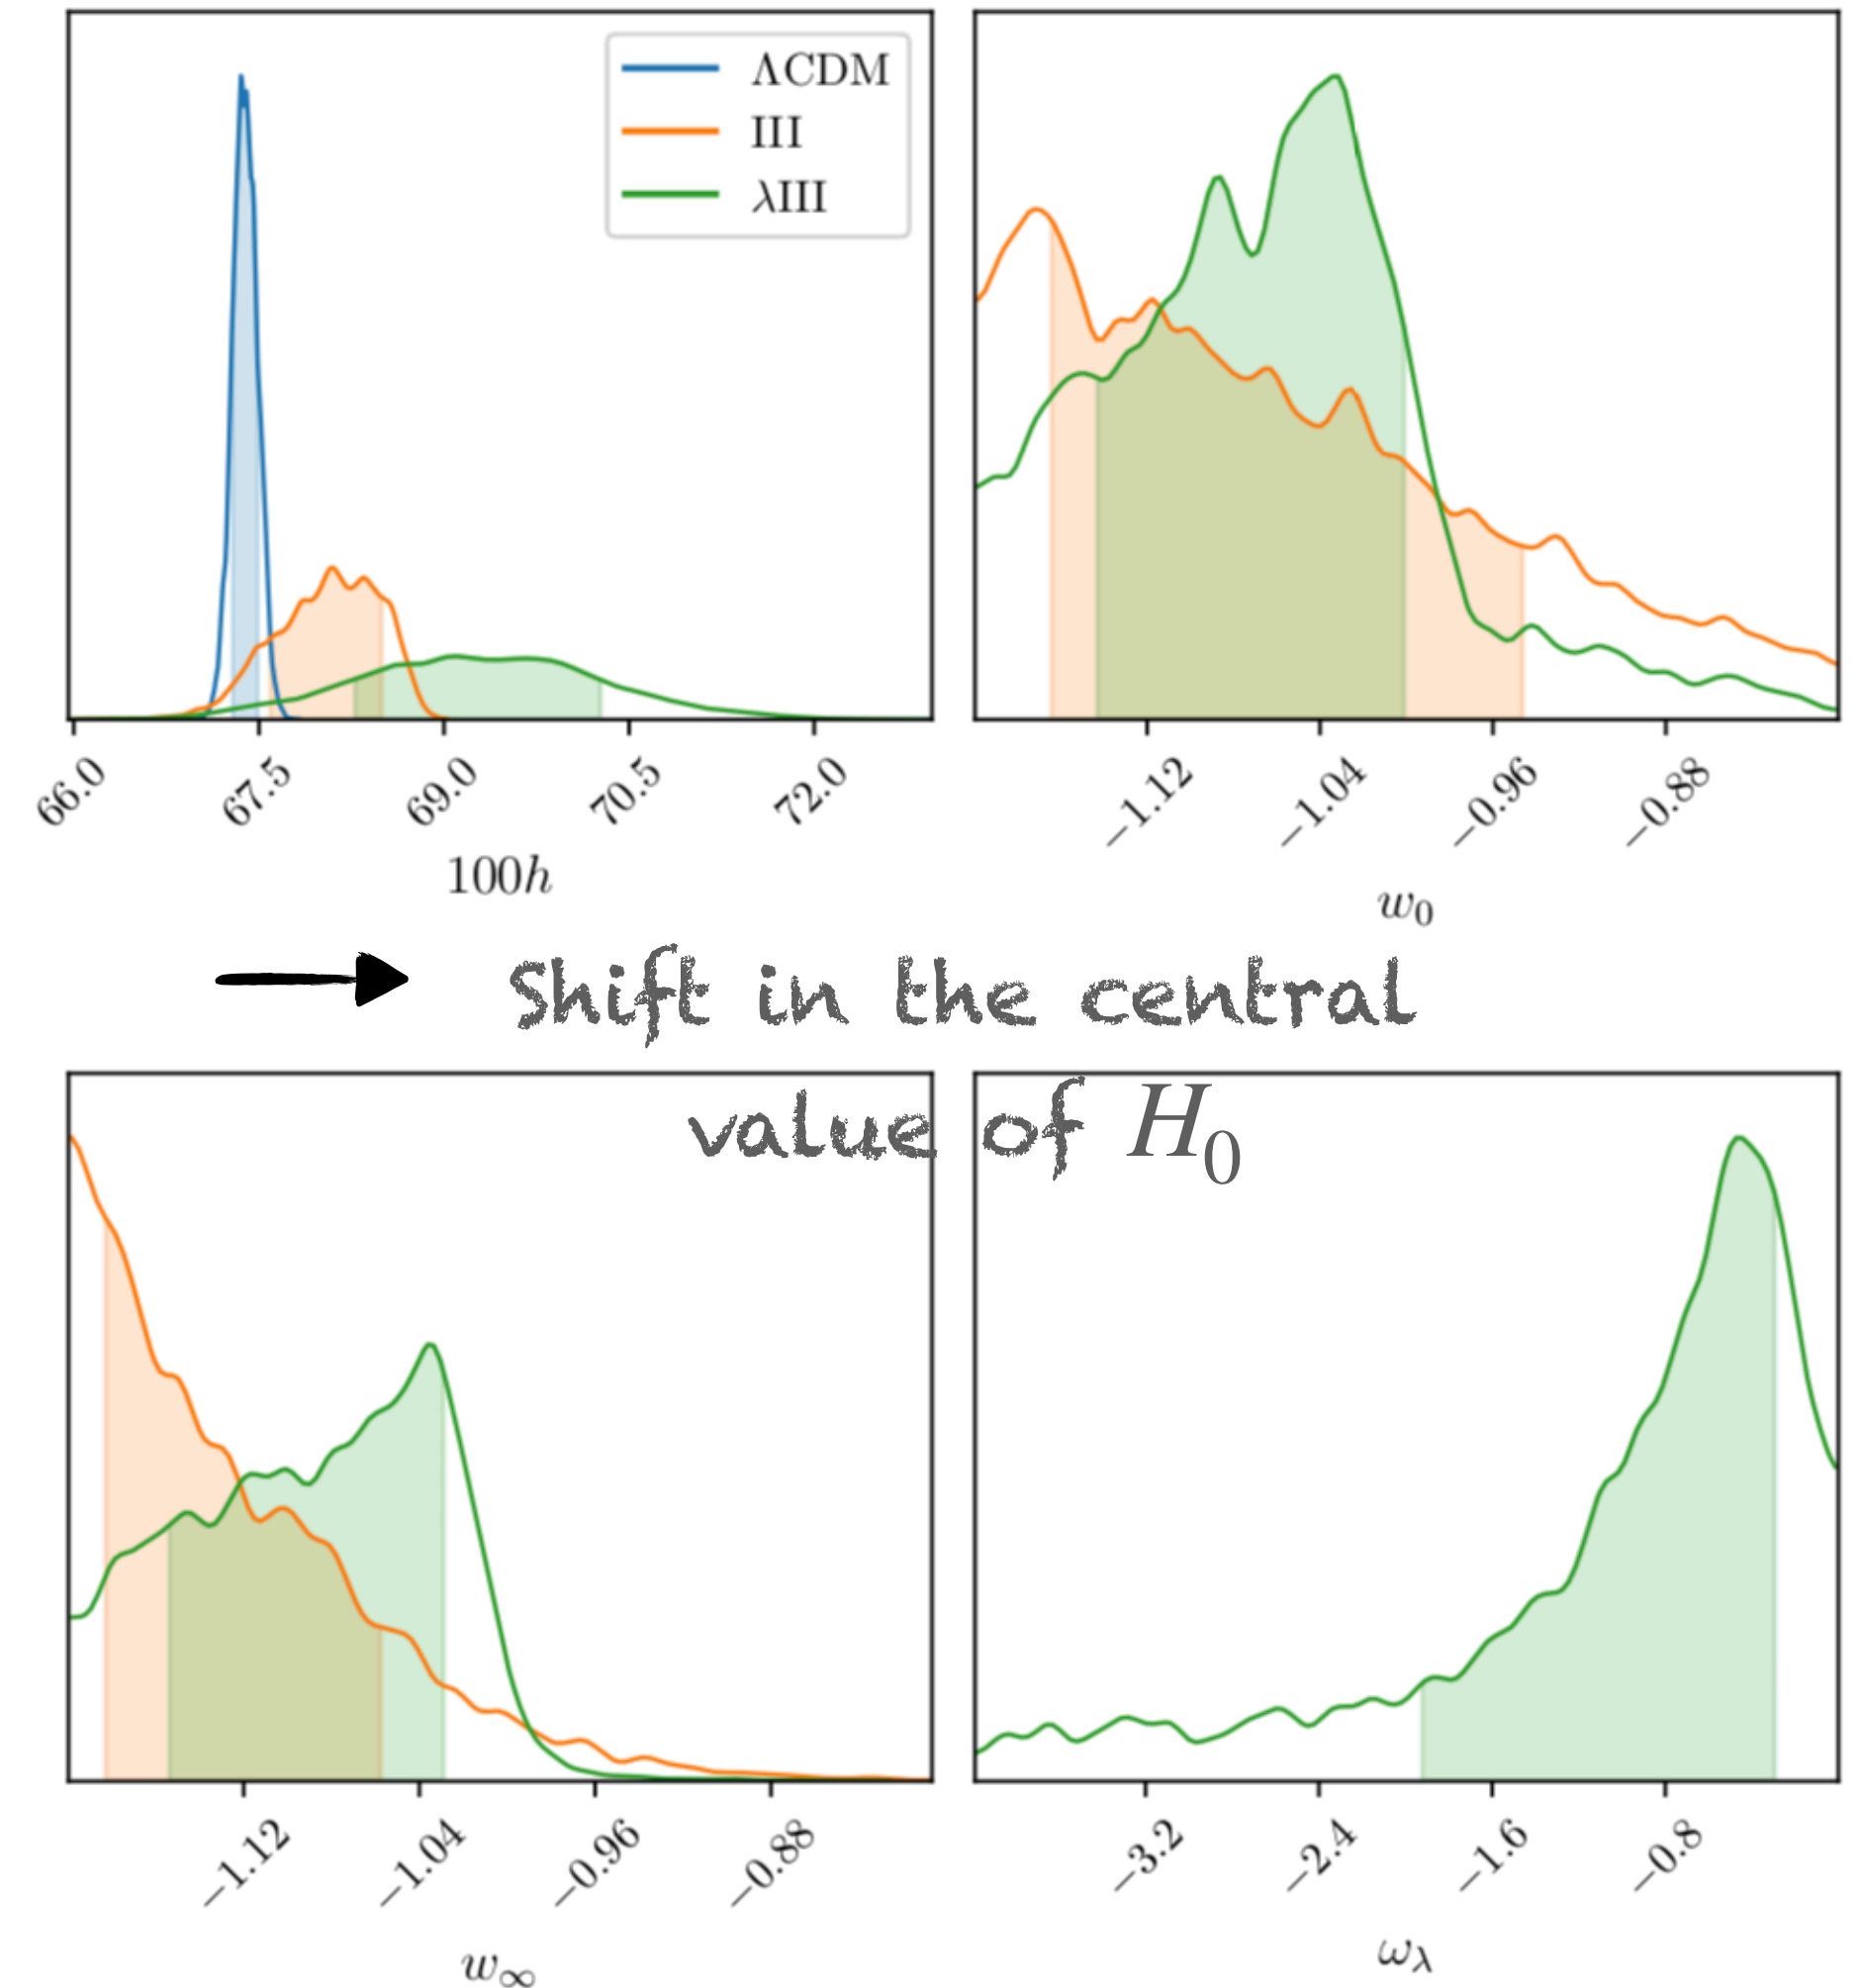 ΛCDM
III
λIII
66.0 67.5 69.0 70.5 72.0
100h
−1.12 −1.04 −0.96 −0.88
w₀
Shift in the central
value of H₀
−1.12 −1.04 −0.96 −0.88
w∞
−3.2 −2.4 −1.6 −0.8
ω_λ